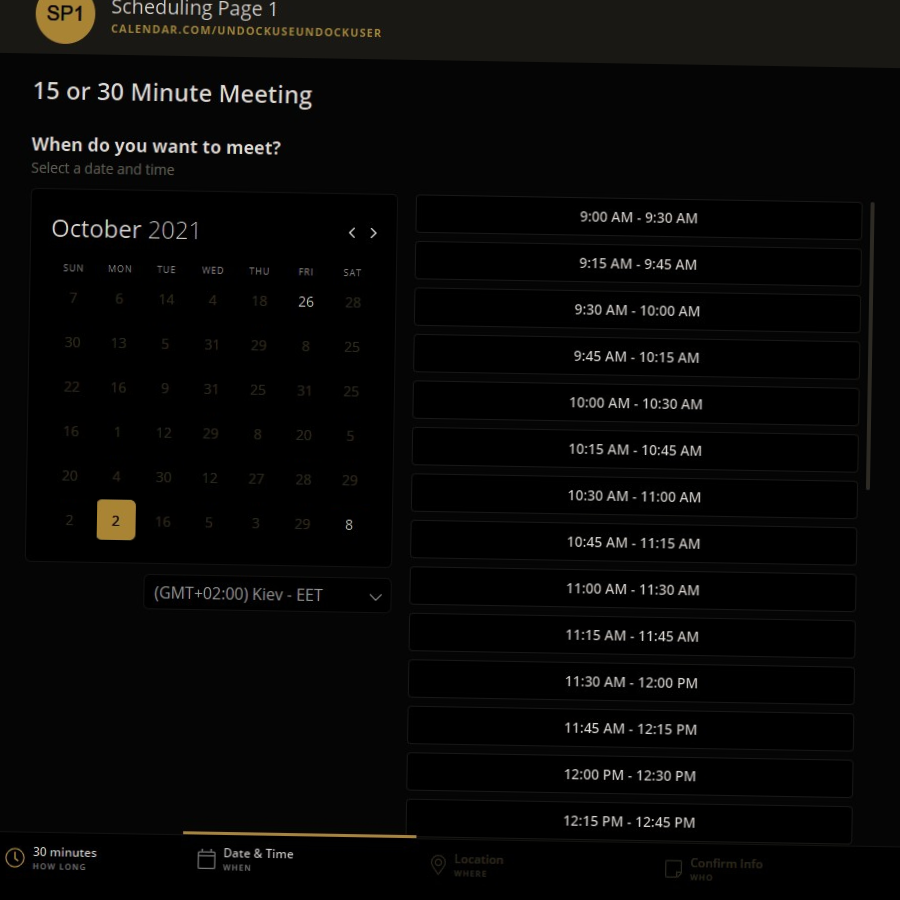 SP1
Scheduling Page 1
CALENDAR.COM/UNDOCKUSEUNDOCKUSER
15 or 30 Minute Meeting
When do you want to meet?
Select a date and time
October 2021
SUN MON TUE WED THU FRI SAT
7 6 14 4 18 26 28
30 13 5 31 29 8 25
22 16 9 31 25 31 25
16 1 12 29 8 20 5
20 4 30 12 27 28 29
2 2 16 5 3 29 8
(GMT+02:00) Kiev - EET
9:00 AM - 9:30 AM
9:15 AM - 9:45 AM
9:30 AM - 10:00 AM
9:45 AM - 10:15 AM
10:00 AM - 10:30 AM
10:15 AM - 10:45 AM
10:30 AM - 11:00 AM
10:45 AM - 11:15 AM
11:00 AM - 11:30 AM
11:15 AM - 11:45 AM
11:30 AM - 12:00 PM
11:45 AM - 12:15 PM
12:00 PM - 12:30 PM
12:15 PM - 12:45 PM
30 minutes
HOW LONG
Date & Time
WHEN
Location
WHERE
Confirm Info
WHO